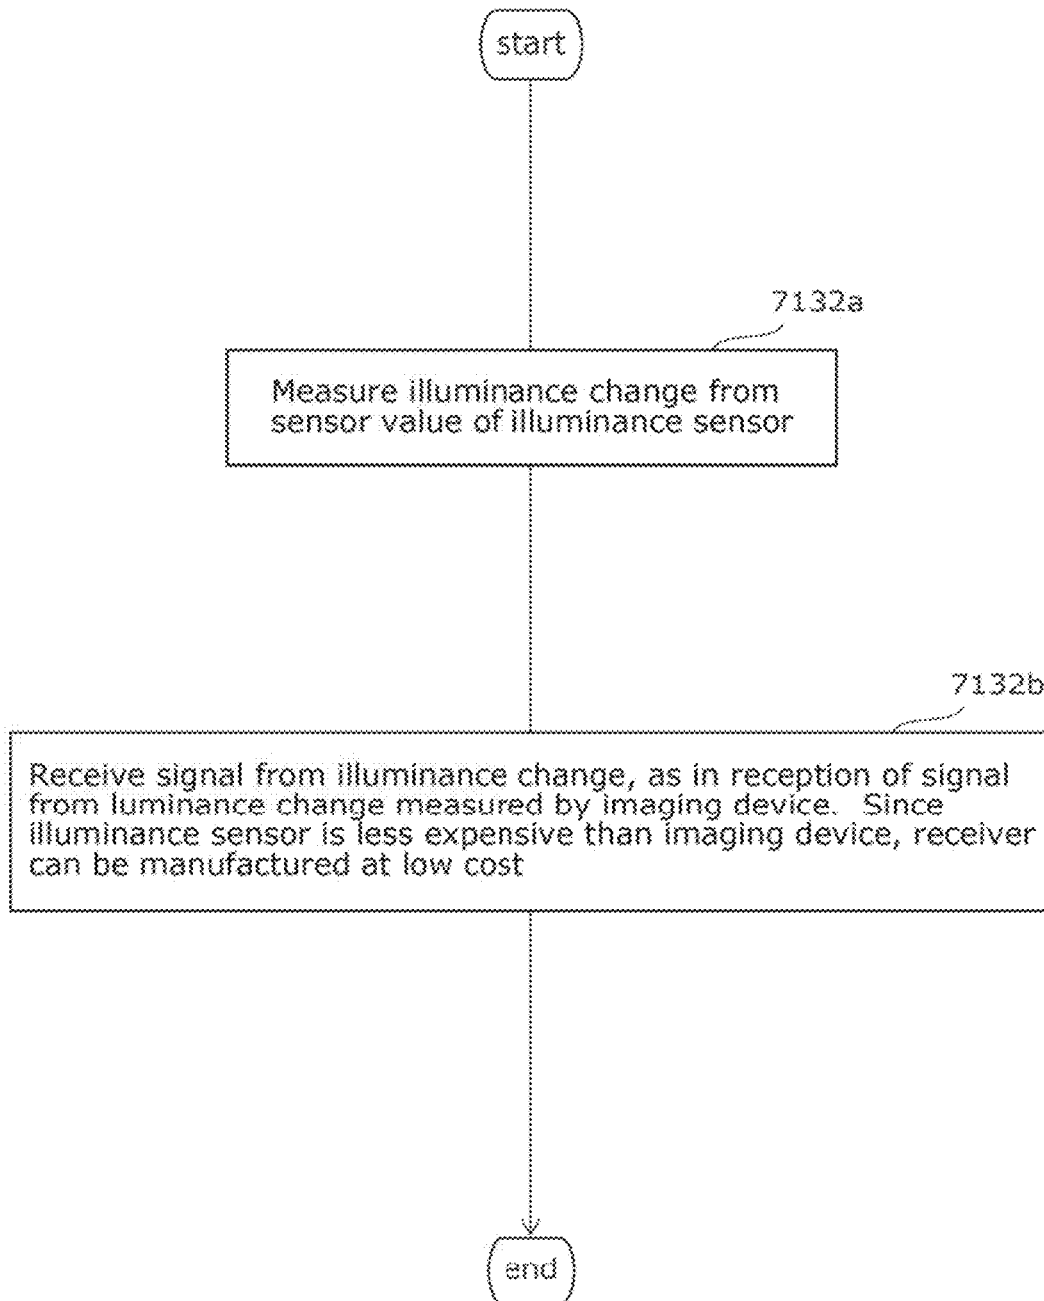 start
7132a
Measure illuminance change from
sensor value of illuminance sensor
7132b
Receive signal from illuminance change, as in reception of signal
from luminance change measured by imaging device.  Since
illuminance sensor is less expensive than imaging device, receiver
can be manufactured at low cost
end